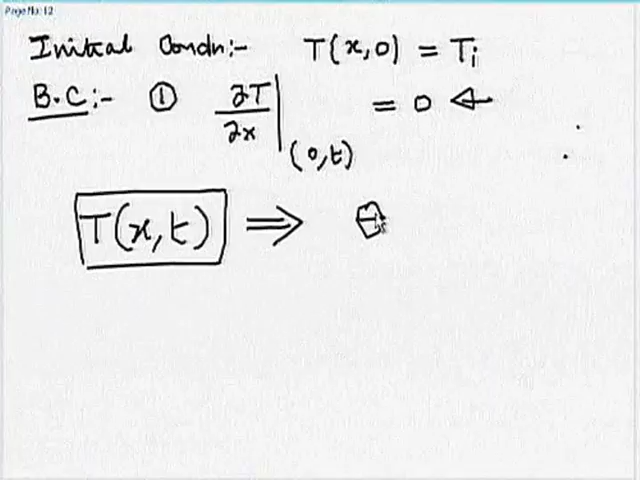 Page No: 12
Initial Condn:- T(x,0) = Ti
B.C:- ① ∂T/∂x |(0,t) = 0 ←
T(x,t) ⇒ θ